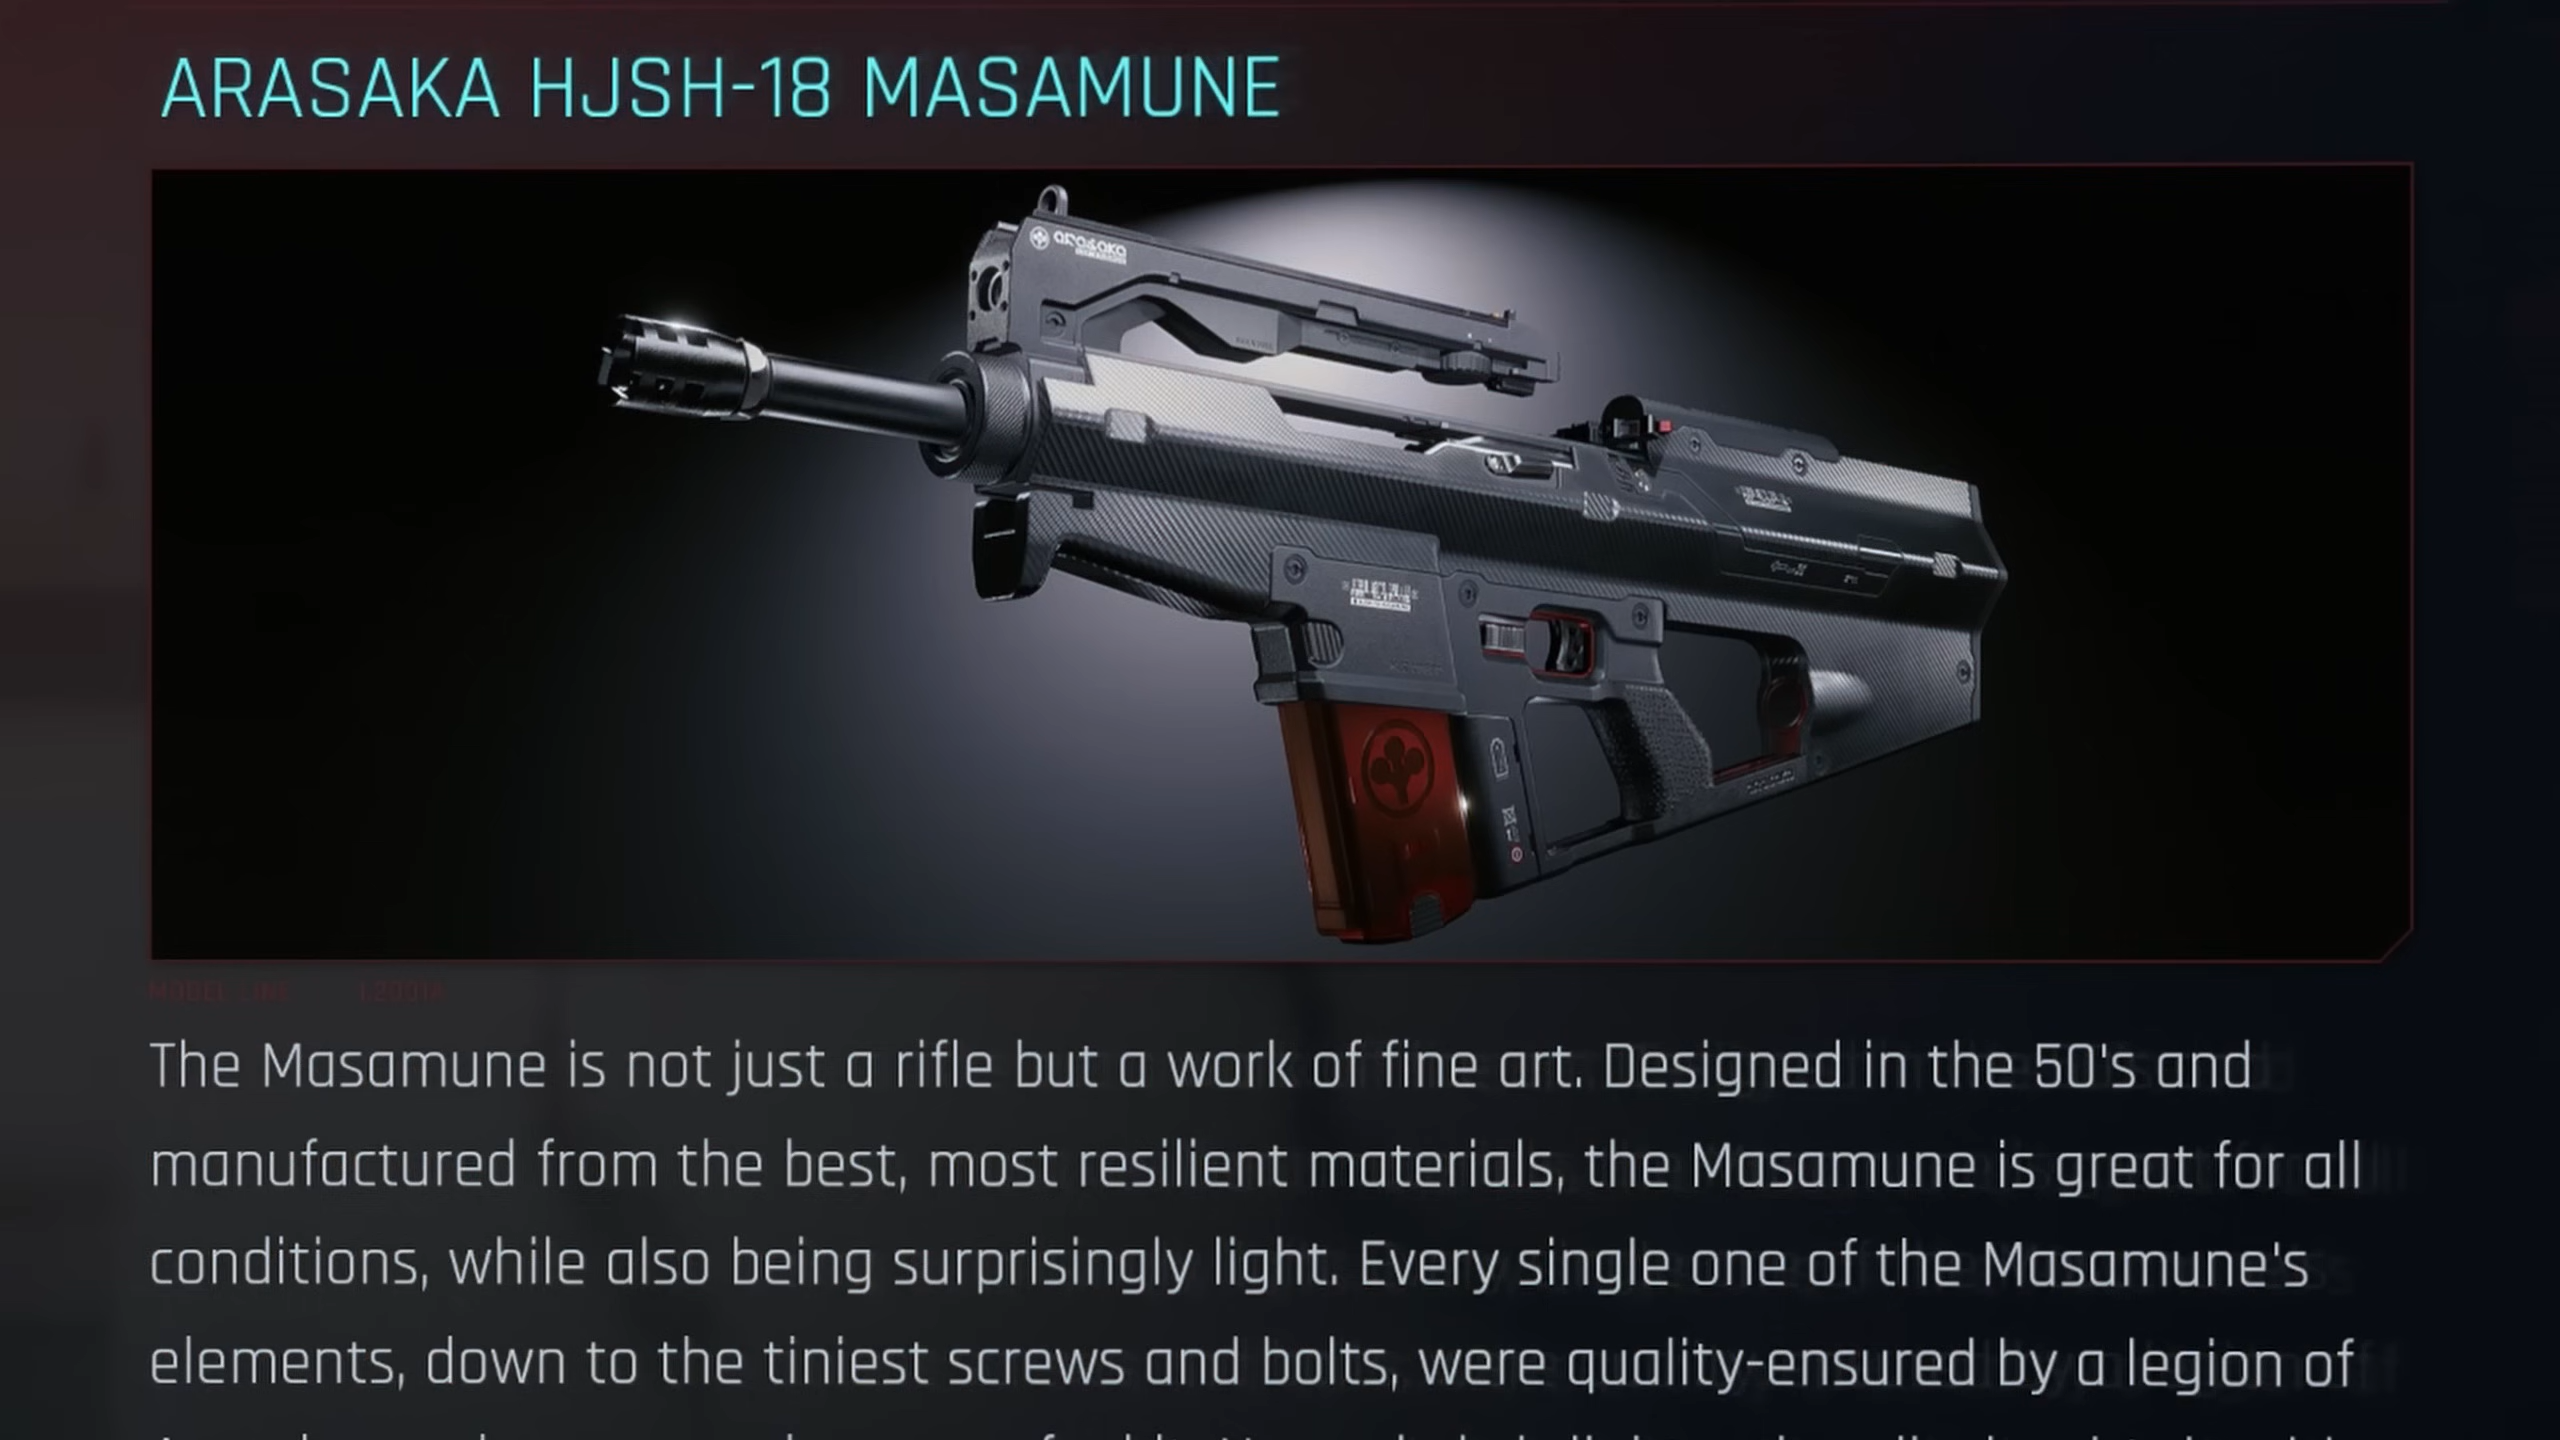 ARASAKA HJSH-18 MASAMUNE
arasaka
MODEL LINE
The Masamune is not just a rifle but a work of fine art. Designed in the 50's and
manufactured from the best, most resilient materials, the Masamune is great for all
conditions, while also being surprisingly light. Every single one of the Masamune's
elements, down to the tiniest screws and bolts, were quality-ensured by a legion of